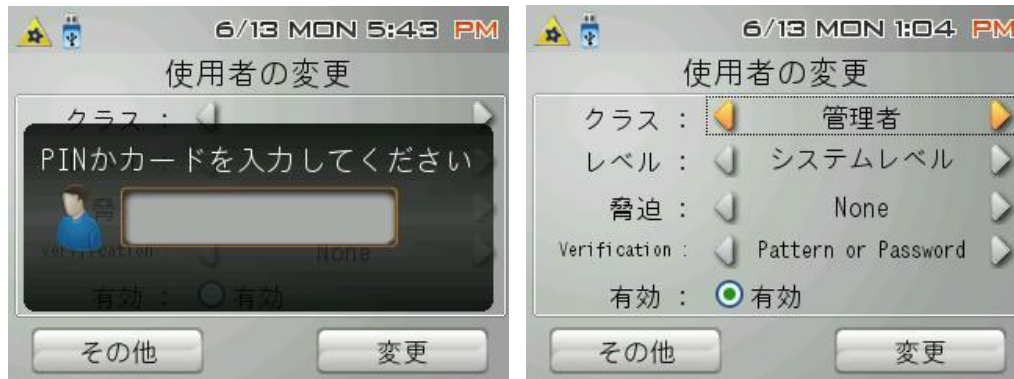 6/13 MON 5:43 PM
使用者の変更
クラス :
PINかカードを入力してください
Verification None
有効 : 有効
その他 変更
6/13 MON 1:04 PM
使用者の変更
クラス : 管理者
レベル : システムレベル
脅迫 : None
Verification : Pattern or Password
有効 : 有効
その他 変更